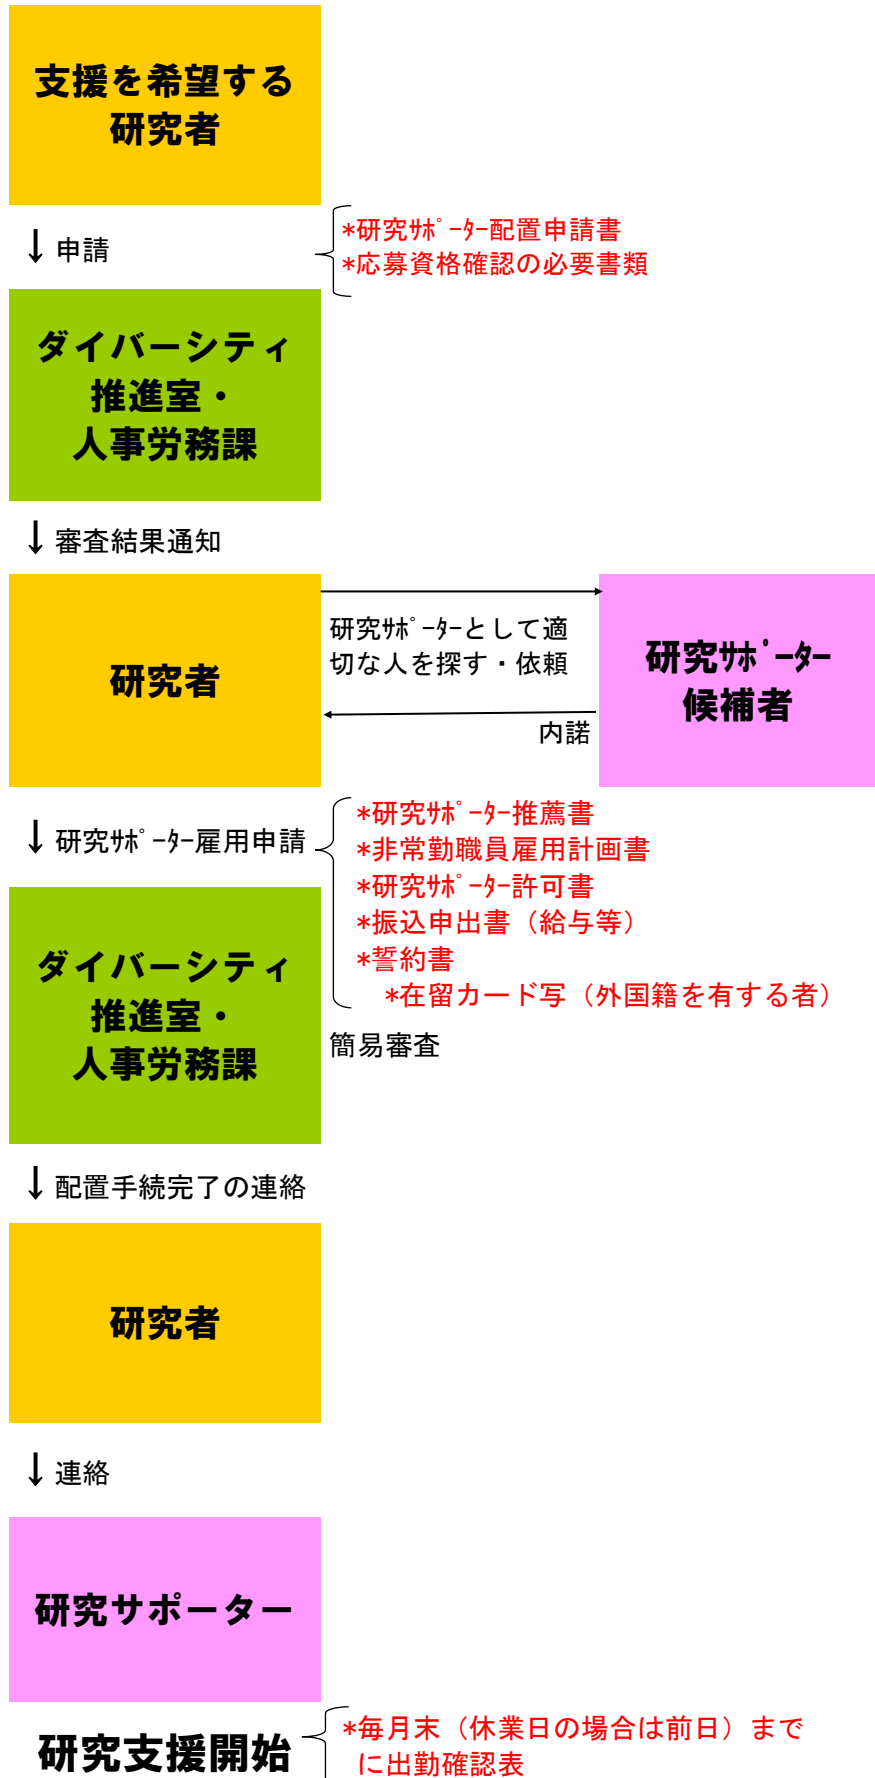 支援を希望する
研究者
↓ 申請
*研究ｻﾎﾟｰﾀｰ配置申請書
*応募資格確認の必要書類
ダイバーシティ
推進室・
人事労務課
↓ 審査結果通知
研究者
研究ｻﾎﾟｰﾀｰとして適
切な人を探す・依頼
内諾
研究ｻﾎﾟｰﾀｰ
候補者
↓ 研究ｻﾎﾟｰﾀｰ雇用申請
*研究ｻﾎﾟｰﾀｰ推薦書
*非常勤職員雇用計画書
*研究ｻﾎﾟｰﾀｰ許可書
*振込申出書（給与等）
*誓約書
*在留カード写（外国籍を有する者）
ダイバーシティ
推進室・
人事労務課
簡易審査
↓ 配置手続完了の連絡
研究者
↓ 連絡
研究サポーター
研究支援開始
*毎月末（休業日の場合は前日）まで
に出勤確認表